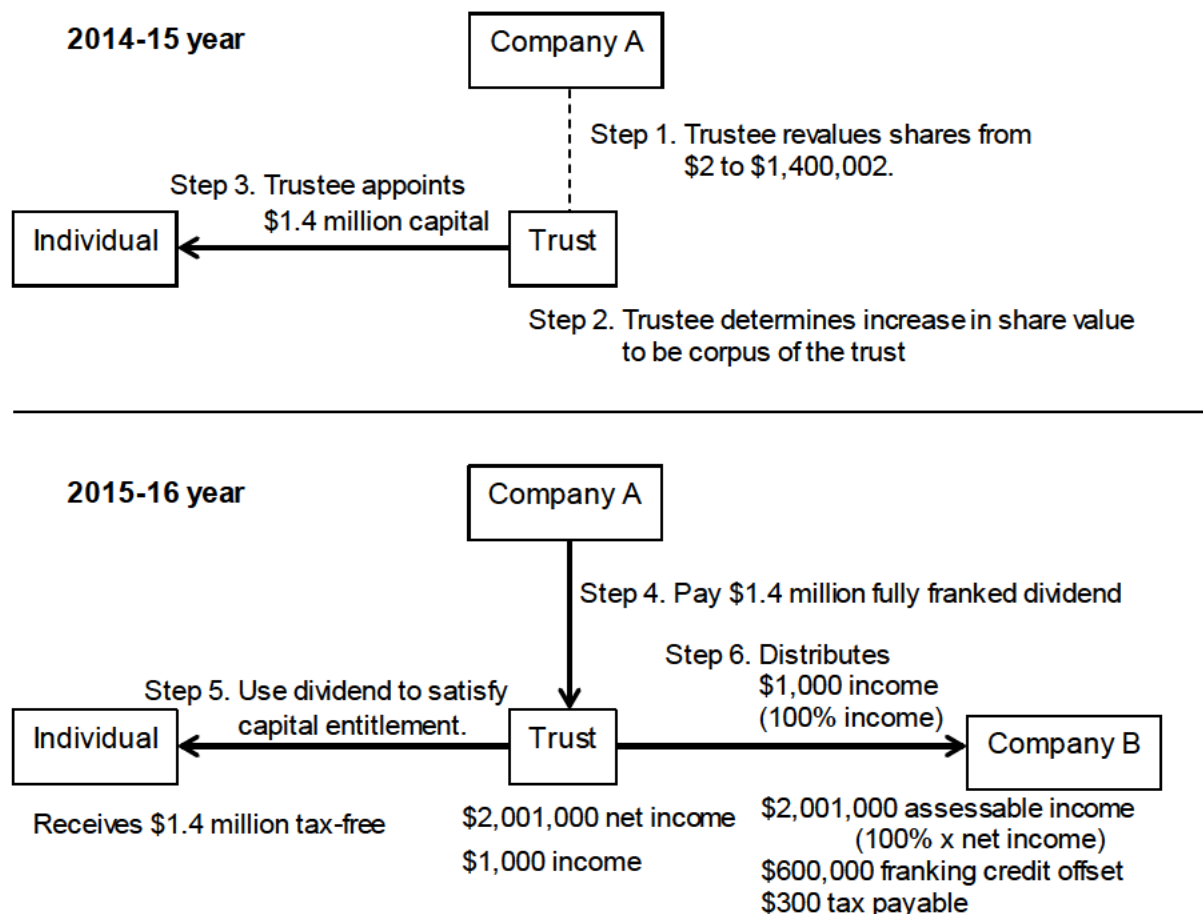 2014-15 year
Company A
Step 1. Trustee revalues shares from
$2 to $1,400,002.
Step 3. Trustee appoints
$1.4 million capital
Individual
Trust
Step 2. Trustee determines increase in share value
to be corpus of the trust
2015-16 year
Company A
Step 4. Pay $1.4 million fully franked dividend
Step 6. Distributes
$1,000 income
(100% income)
Step 5. Use dividend to satisfy
capital entitlement.
Individual
Trust
Company B
Receives $1.4 million tax-free
$2,001,000 net income
$1,000 income
$2,001,000 assessable income
(100% x net income)
$600,000 franking credit offset
$300 tax payable